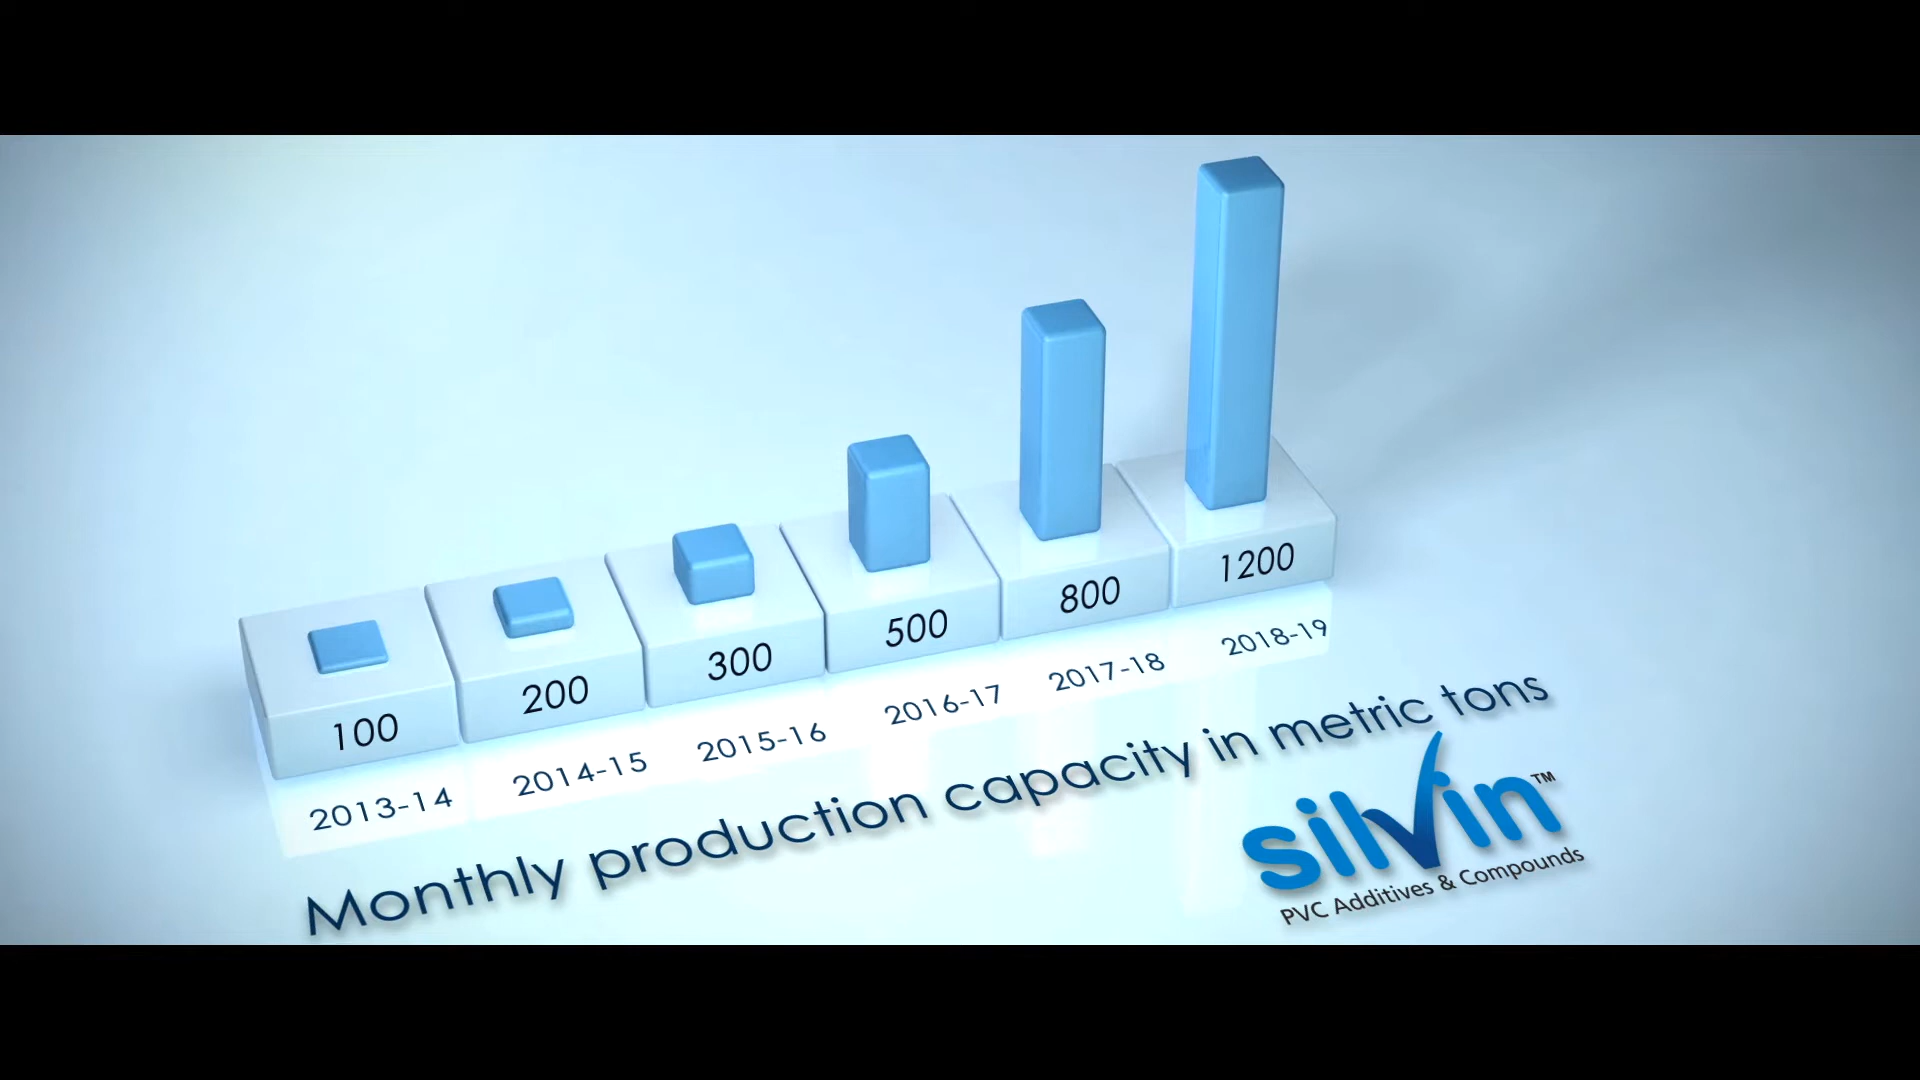 100 200 300 500 800 1200
2013-14 2014-15 2015-16 2016-17 2017-18 2018-19
Monthly production capacity in metric tons
silvin™
PVC Additives & Compounds